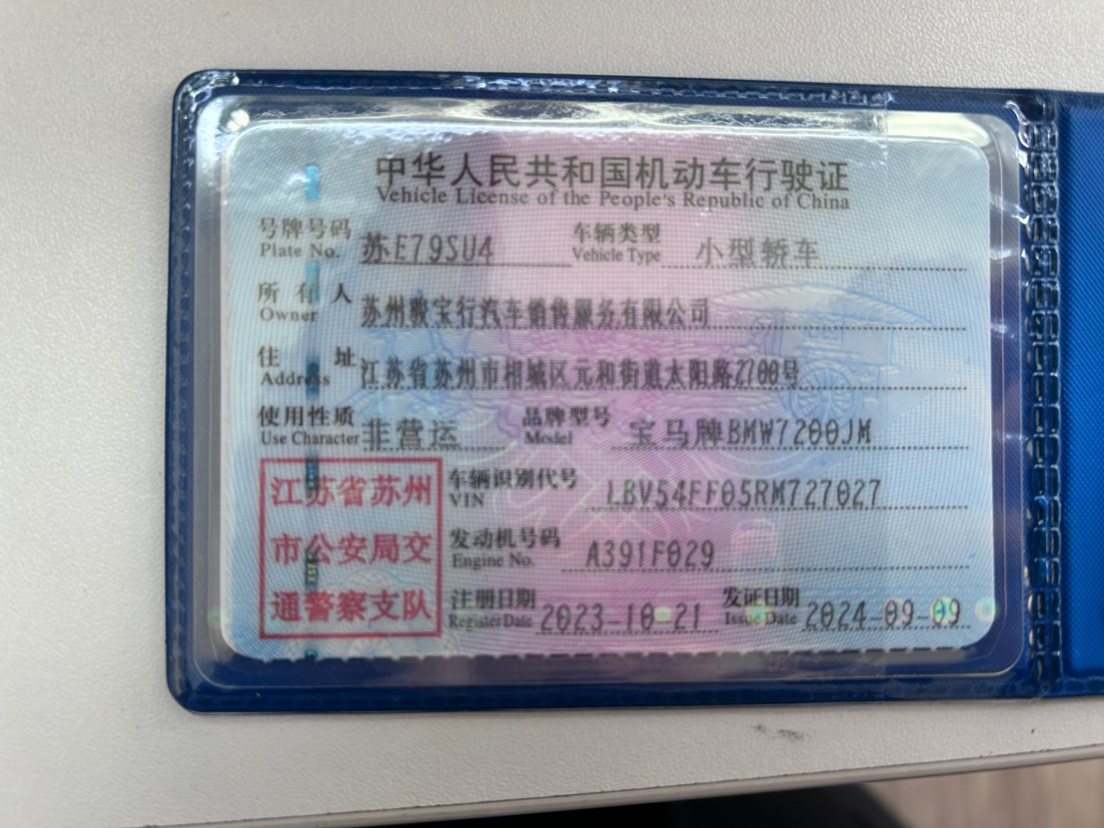 中华人民共和国机动车行驶证
Vehicle License of the People's Republic of China
号牌号码 苏E79SU4 车辆类型 小型轿车
Plate No. Vehicle Type
所有人 苏州骏宝行汽车销售服务有限公司
Owner
住址 江苏省苏州市相城区元和街道太阳路2700号
Address
使用性质 非营运 品牌型号 宝马牌BMW7200JM
Use Character Model
江苏省苏州
市公安局交
通警察支队
车辆识别代号 LBV54FF05RM727027
VIN
发动机号码 A391F029
Engine No.
注册日期 2023-10-21 发证日期 2024-09-09
Register Date Issue Date